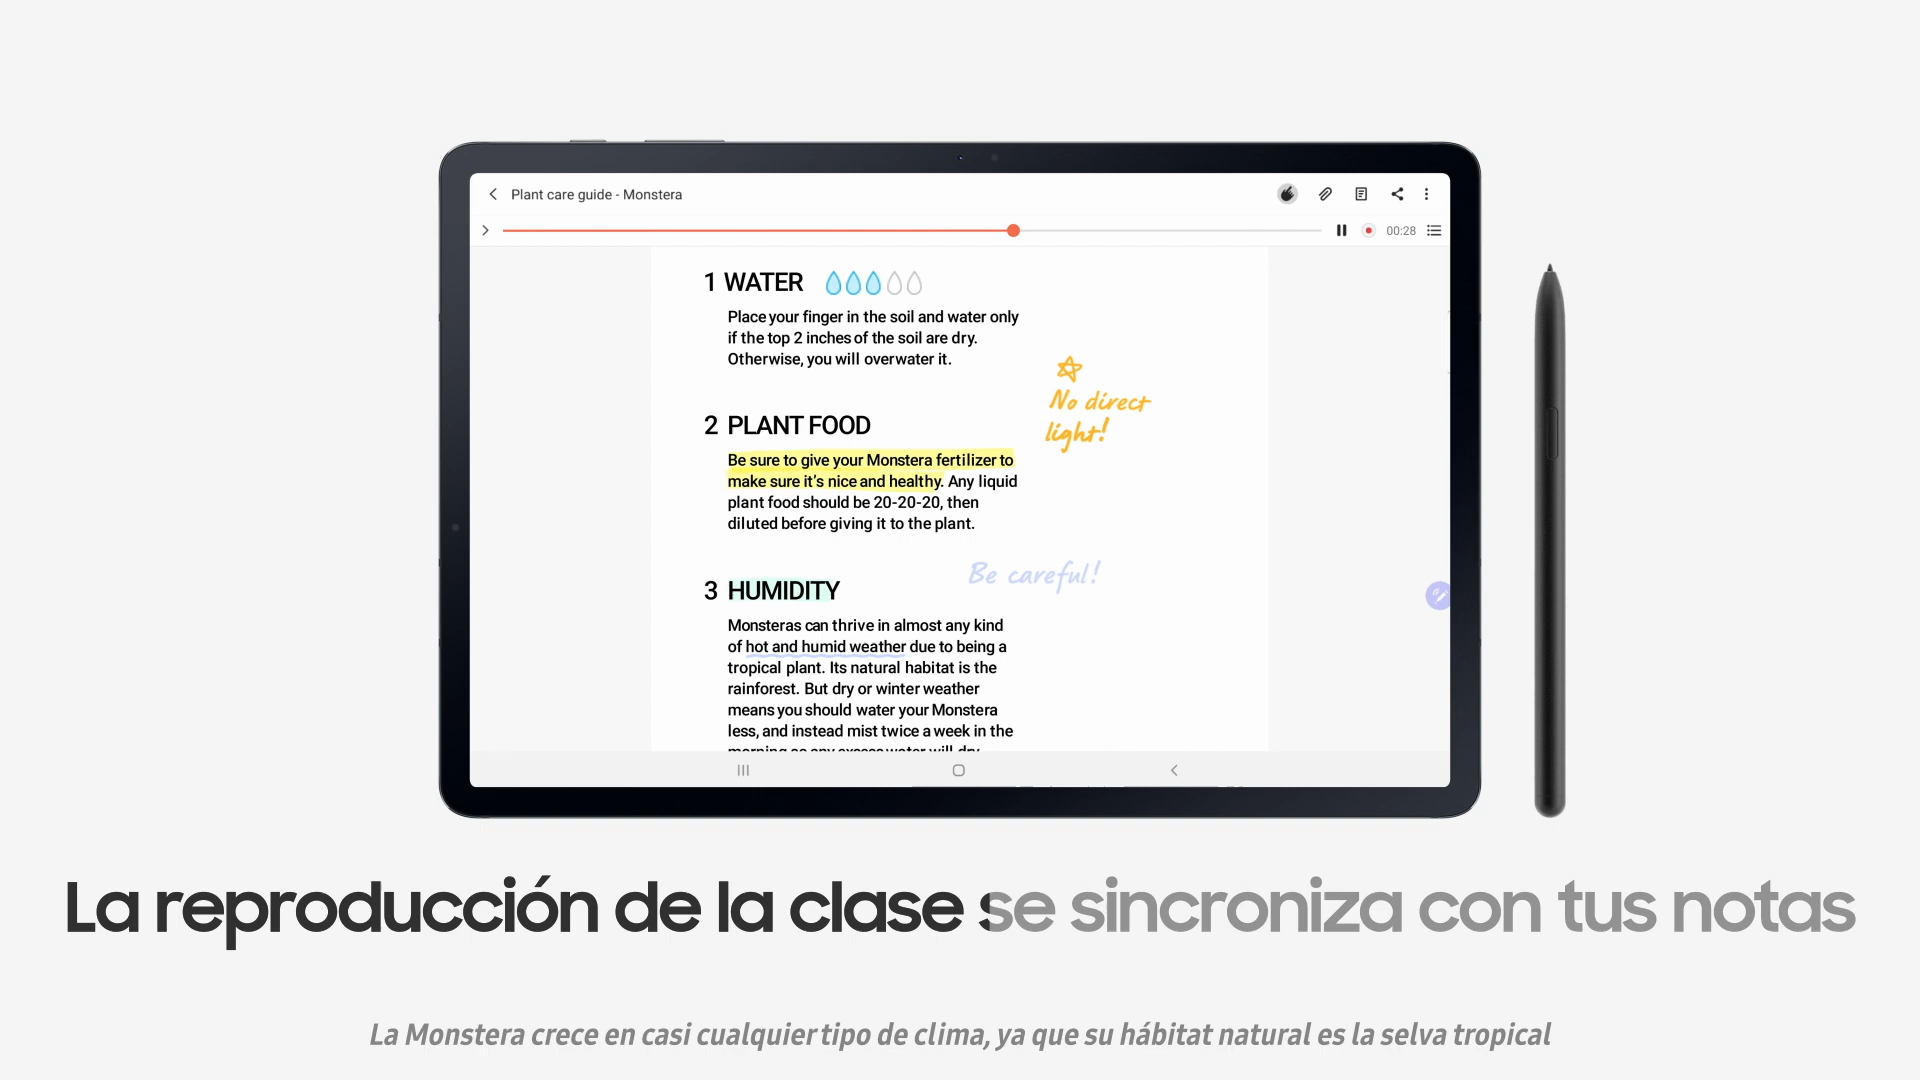 Plant care guide - Monstera
00:28
1 WATER
Place your finger in the soil and water only
if the top 2 inches of the soil are dry.
Otherwise, you will overwater it.
No direct
light!
2 PLANT FOOD
Be sure to give your Monstera fertilizer to
make sure it's nice and healthy. Any liquid
plant food should be 20-20-20, then
diluted before giving it to the plant.
Be careful!
3 HUMIDITY
Monsteras can thrive in almost any kind
of hot and humid weather due to being a
tropical plant. Its natural habitat is the
rainforest. But dry or winter weather
means you should water your Monstera
less, and instead mist twice a week in the
morning so any excess water will dry
La reproducción de la clase se sincroniza con tus notas
La Monstera crece en casi cualquier tipo de clima, ya que su hábitat natural es la selva tropical